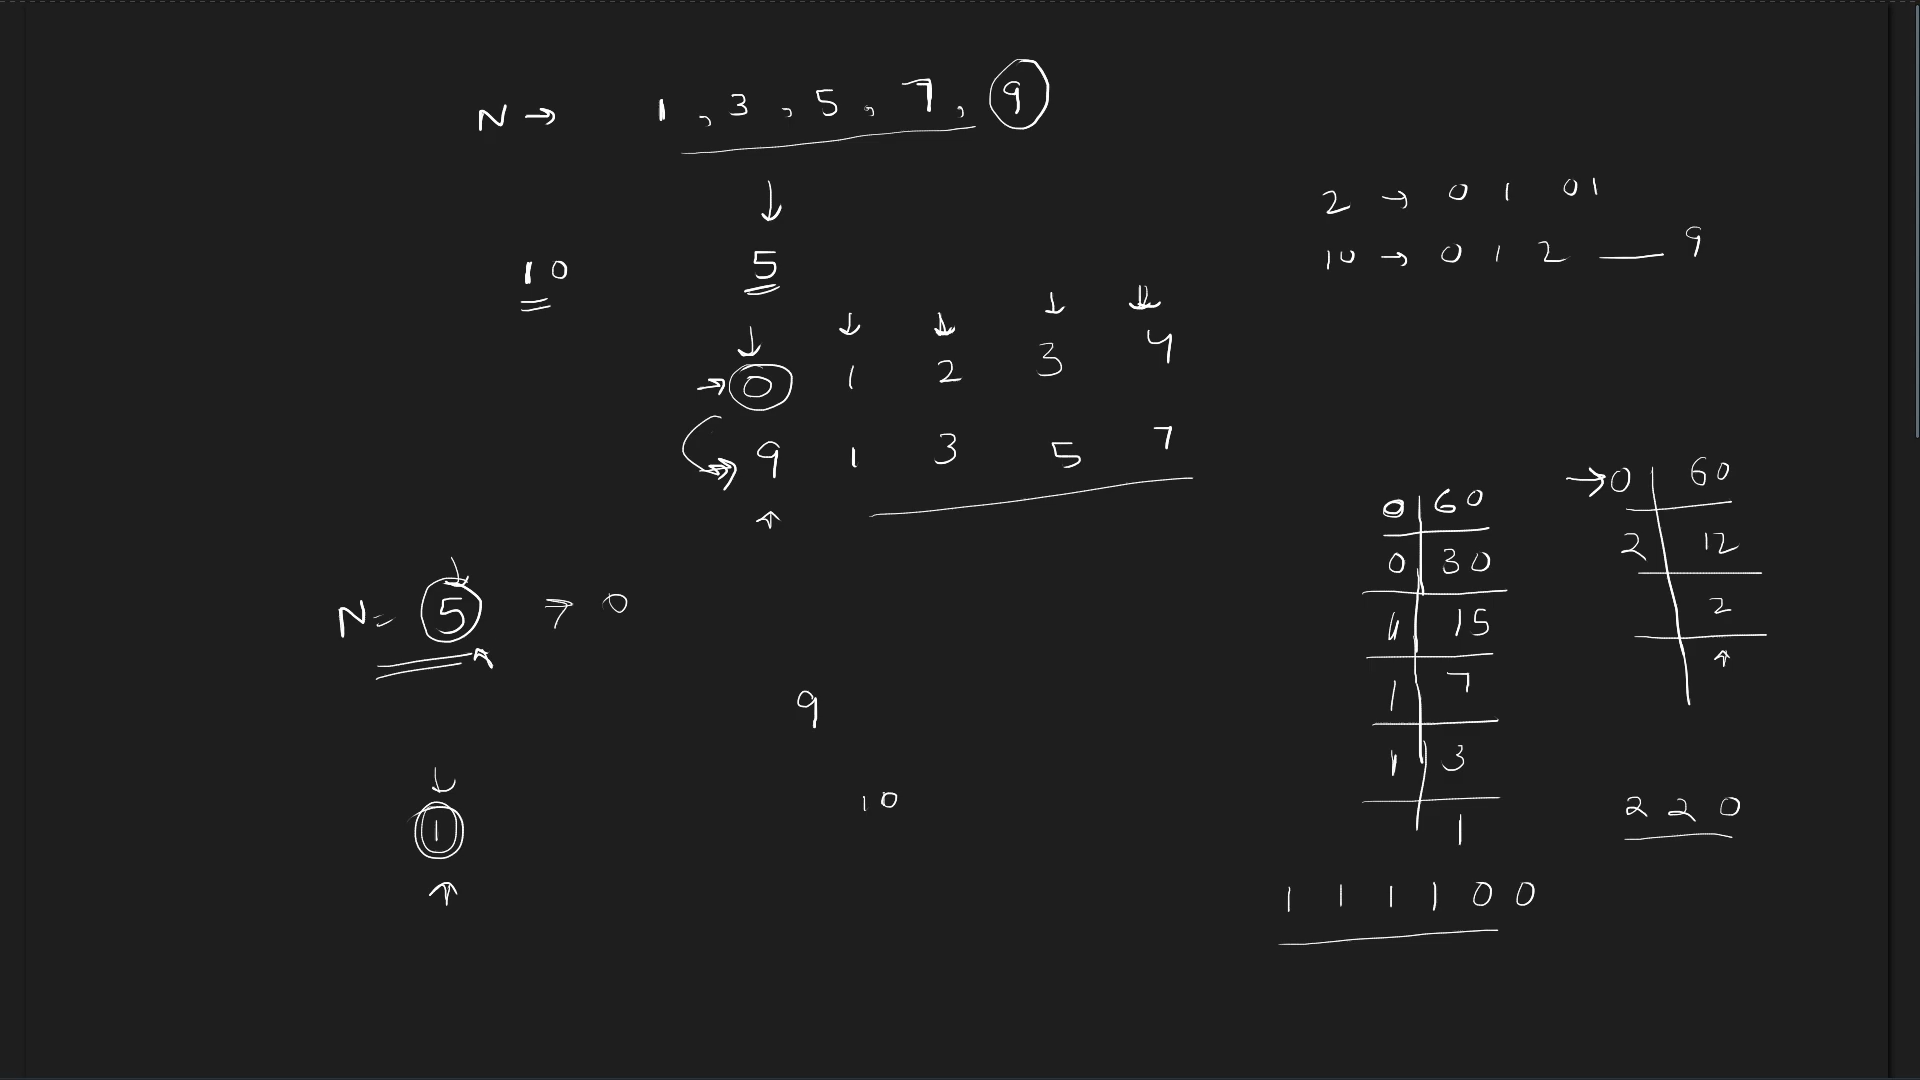 N → 1 , 3 , 5 , 7 , 9
2 → 0 1 01
10 → 0 1 2 — 9
10
5
0 1 2 3 4
9 1 3 5 7
N = 5 → 0
9
10
1
0 | 60
0 | 30
1 | 15
1 | 7
1 | 3
1
1 1 1 1 0 0
→ 0 | 60
2 | 12
2
2 2 0